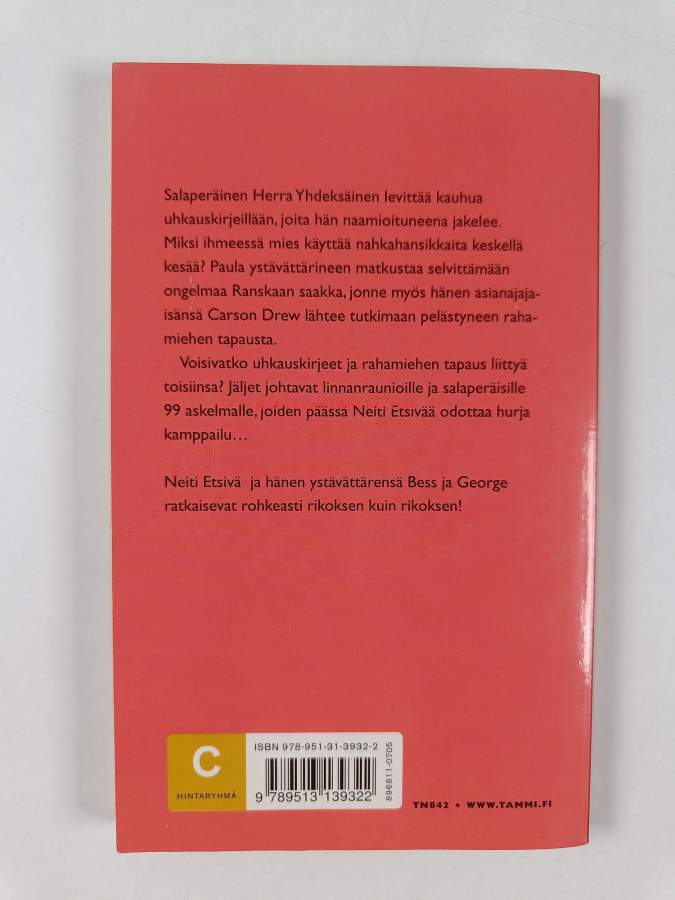 Salaperäinen Herra Yhdeksäinen levittää kauhua
uhkauskirjeillään, joita hän naamioituneena jakelee.
Miksi ihmeessä mies käyttää nahkahansikkaita keskellä
kesää? Paula ystävättärineen matkustaa selvittämään
ongelmaa Ranskaan saakka, jonne myös hänen asianajaja-
isänsä Carson Drew lähtee tutkimaan pelästyneen raha-
miehen tapausta.
Voisivatko uhkauskirjeet ja rahamiehen tapaus liittyä
toisiinsa? Jäljet johtavat linnanraunioille ja salaperäisille
99 askelmalle, joiden päässä Neiti Etsivää odottaa hurja
kamppailu...
Neiti Etsivä ja hänen ystävättärensä Bess ja George
ratkaisevat rohkeasti rikoksen kuin rikoksen!
C
HINTARYHMÄ
ISBN 978-951-31-3932-2
9 789513 139322
896811-0705
TN842 • WWW.TAMMI.FI